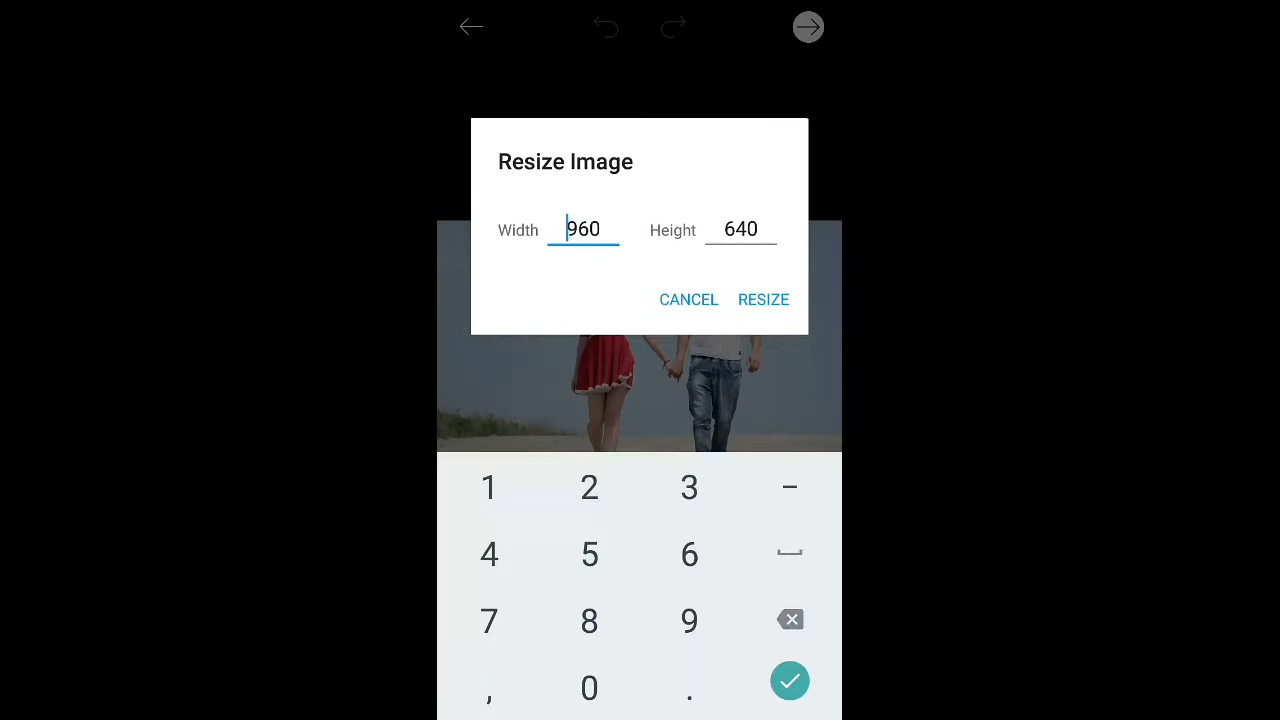 Resize Image
Width 960 Height 640
CANCEL RESIZE
1 2 3 –
4 5 6
7 8 9
, 0 .